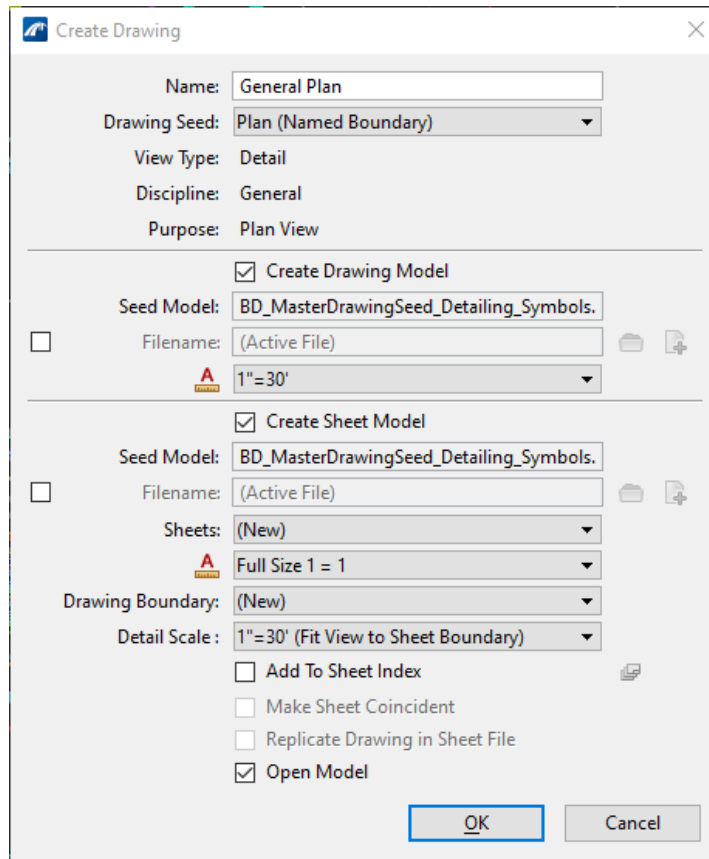 Create Drawing
Name: General Plan
Drawing Seed: Plan (Named Boundary)
View Type: Detail
Discipline: General
Purpose: Plan View
Create Drawing Model
Seed Model: BD_MasterDrawingSeed_Detailing_Symbols.
Filename: (Active File)
A 1"=30'
Create Sheet Model
Seed Model: BD_MasterDrawingSeed_Detailing_Symbols.
Filename: (Active File)
Sheets: (New)
A Full Size 1 = 1
Drawing Boundary: (New)
Detail Scale : 1"=30' (Fit View to Sheet Boundary)
Add To Sheet Index
Make Sheet Coincident
Replicate Drawing in Sheet File
Open Model
OK Cancel